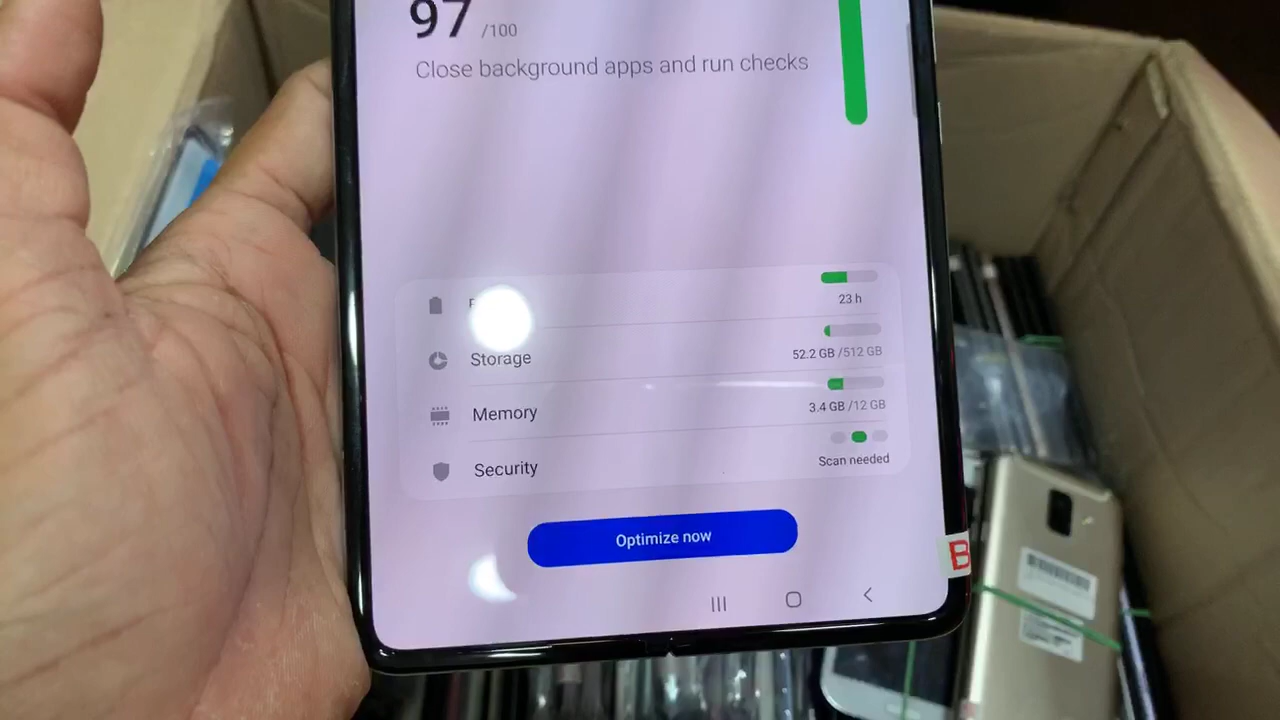 97 /100
Close background apps and run checks
23 h
Storage
52.2 GB /512 GB
Memory
3.4 GB /12 GB
Security
Scan needed
Optimize now
B